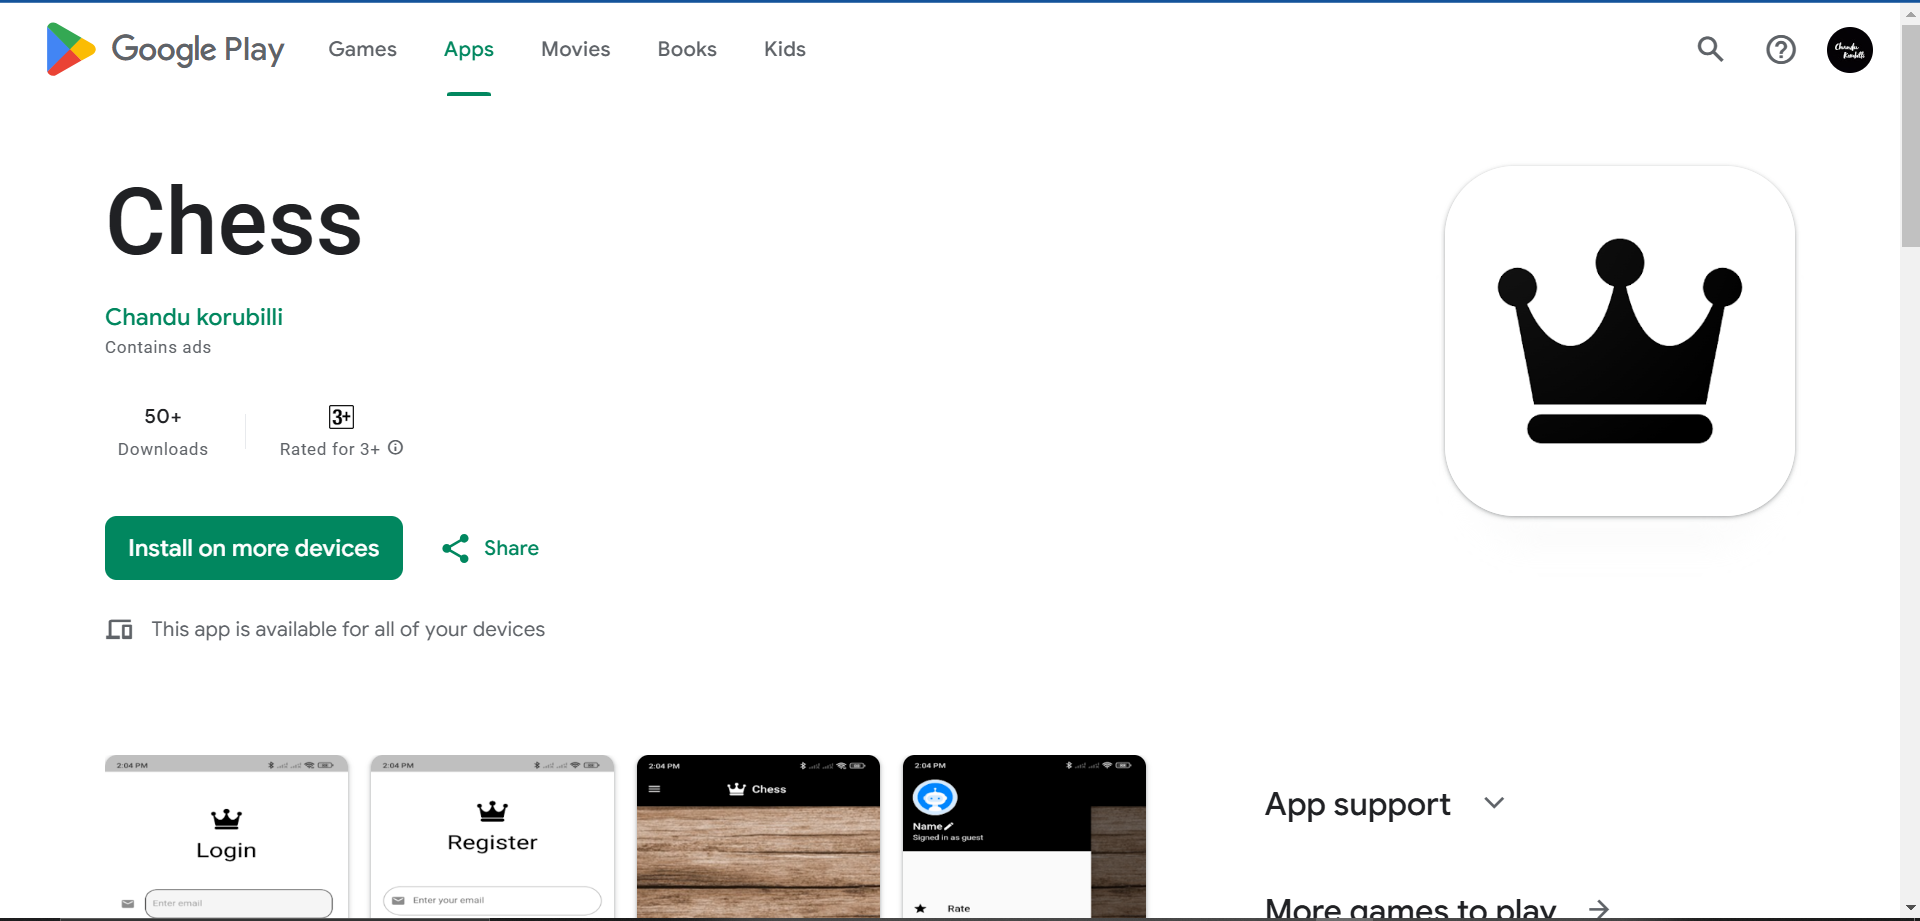 Google Play Games Apps Movies Books Kids
Chandu Korubilli
Chess
Chandu korubilli
Contains ads
50+
3+
Downloads
Rated for 3+
Install on more devices
Share
This app is available for all of your devices
2:04 PM
Login
Enter email
2:04 PM
Register
Enter your email
2:04 PM
Chess
2:04 PM
Name
Signed in as guest
Rate
App support
More games to play